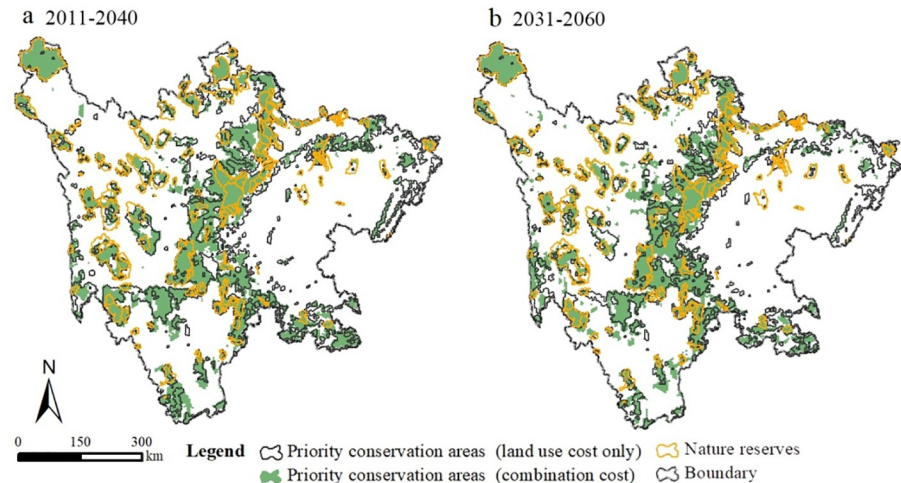 a 2011-2040
b 2031-2060
N
0 150 300
km
Legend
Priority conservation areas (land use cost only)
Nature reserves
Priority conservation areas (combination cost)
Boundary